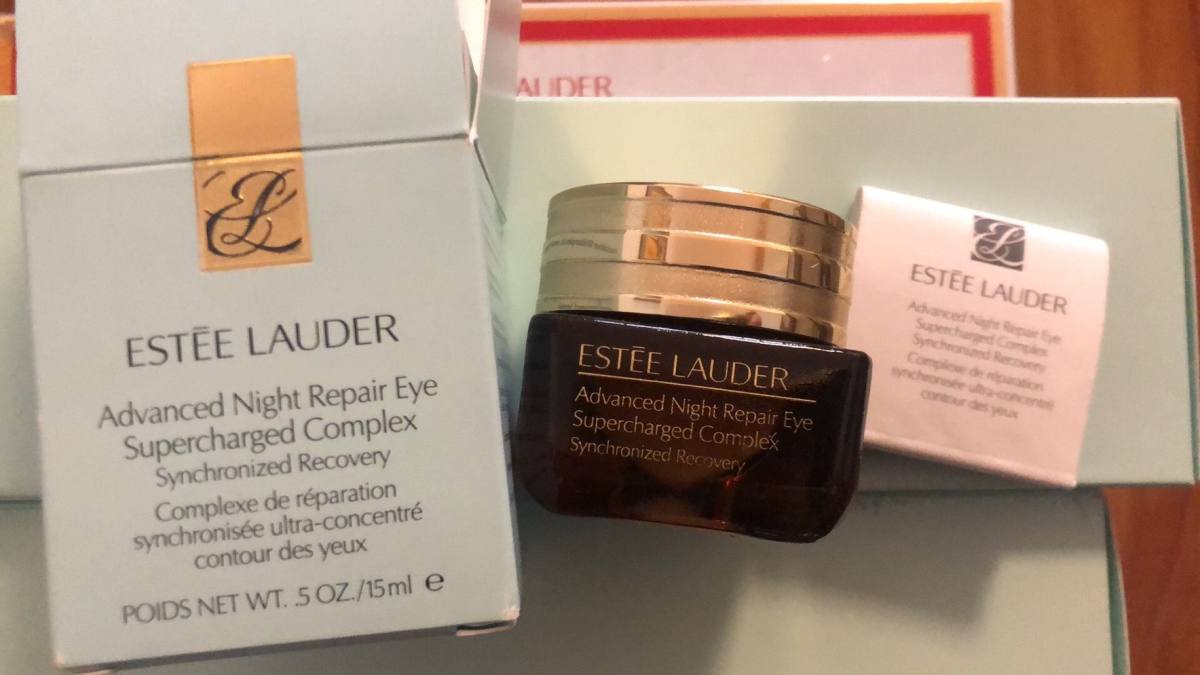 LAUDER
EL
ESTĒE LAUDER
Advanced Night Repair Eye
Supercharged Complex
Synchronized Recovery
Complexe de réparation
synchronisée ultra-concentré
contour des yeux
POIDS NET WT. .5 OZ./15ml e
ESTĒE LAUDER
Advanced Night Repair Eye
Supercharged Complex
Synchronized Recovery
EL
ESTĒE LAUDER
Advanced Night Repair Eye
Supercharged Complex
Synchronized Recovery
Complexe de réparation
synchronisée ultra-concentré
contour des yeux